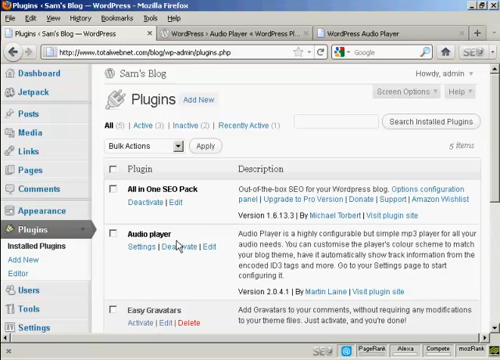 Plugins ‹ Sam's Blog — WordPress - Mozilla Firefox
File Edit View History Bookmarks Tools Help
Plugins ‹ Sam's Blog — WordPress
WordPress › Audio Player « WordPress Pl...
WordPress Audio Player
http://www.totalwebnet.com/blog/wp-admin/plugins.php
Google
Dashboard
Jetpack
Posts
Media
Links
Pages
Comments
Appearance
Plugins
Installed Plugins
Add New
Editor
Users
Tools
Settings
Sam's Blog
Howdy, admin
Screen Options
Help
Plugins Add New
All (5) | Active (3) | Inactive (2) | Recently Active (1)
Search Installed Plugins
Bulk Actions
Apply
5 items
Plugin Description
All in One SEO Pack
Deactivate | Edit
Out-of-the-box SEO for your Wordpress blog. Options configuration
panel | Upgrade to Pro Version | Donate | Support | Amazon Wishlist
Version 1.6.13.3 | By Michael Torbert | Visit plugin site
Audio player
Settings | Deactivate | Edit
Audio Player is a highly configurable but simple mp3 player for all your
audio needs. You can customise the player's colour scheme to match
your blog theme, have it automatically show track information from the
encoded ID3 tags and more. Go to your Settings page to start
configuring it.
Version 2.0.4.1 | By Martin Laine | Visit plugin site
Easy Gravatars
Activate | Edit | Delete
Add Gravatars to your comments, without requiring any modifications
to your theme files. Just activate, and you're done!
SEO
PageRank
Alexa
Compete
mozRank